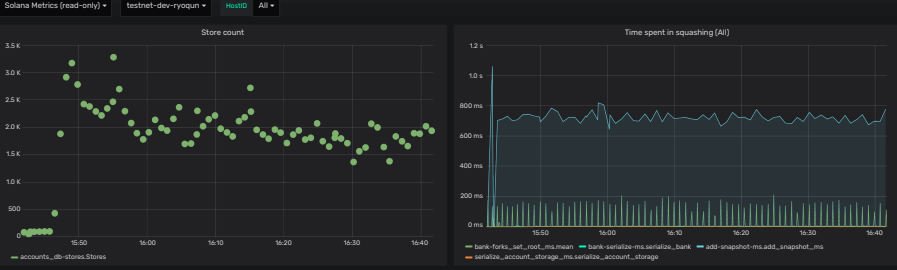 Solana Metrics (read-only) testnet-dev-ryoqun HostID All
Store count
3.5 K
3.0 K
2.5 K
2.0 K
1.5 K
1.0 K
500
0
15:50 16:00 16:10 16:20 16:30 16:40
accounts_db-stores.Stores
Time spent in squashing (All)
1.2 s
1.0 s
800 ms
600 ms
400 ms
200 ms
0 ms
15:50 16:00 16:10 16:20 16:30 16:40
bank-forks_set_root_ms.mean bank-serialize-ms.serialize_bank add-snapshot-ms.add_snapshot_ms
serialize_account_storage_ms.serialize_account_storage